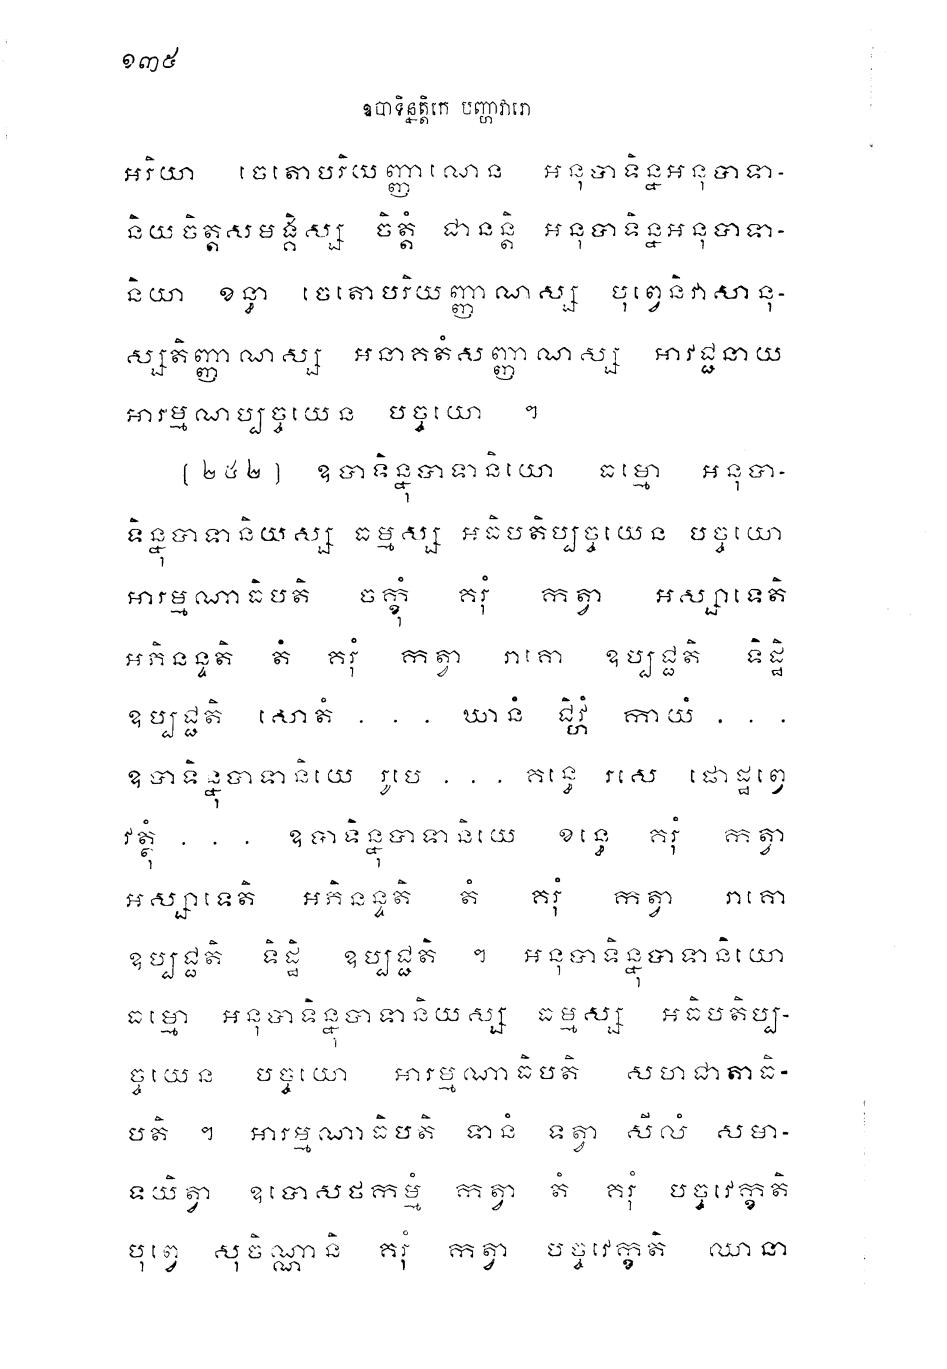 ១៣៥
ឧបាទិន្នត្តិកេ បញ្ហាវារោ
អរិយា ចេតោបរិយញ្ញាណេន អនុបាទិន្នអនុបាទា-
និយចិត្តសមង្គិស្ស ចិត្តំ ជានន្តិ អនុបាទិន្នអនុបាទា-
និយា ខន្ធា ចេតោបរិយញ្ញាណស្ស បុព្វេនិវាសានុ-
ស្សតិញ្ញាណស្ស អនាគតំសញ្ញាណស្ស អាវជ្ជនាយ
អារម្មណប្បច្ចយេន បច្ចយោ ។
(២៥២) ឧបាទិន្នុបាទានិយោ ធម្មោ អនុបា-
ទិន្នុបាទានិយស្ស ធម្មស្ស អធិបតិប្បច្ចយេន បច្ចយោ
អារម្មណាធិបតិ ចក្ខុំ គរុំ កត្វា អស្សាទេតិ
អភិនន្ទតិ តំ គរុំ កត្វា រាគោ ឧប្បជ្ជតិ ទិដ្ឋិ
ឧប្បជ្ជតិ សោតំ . . . ឃានំ ជិវ្ហំ កាយំ . . .
ឧបាទិន្នុបាទានិយេ រូបេ . . . គន្ធេ រសេ ផោដ្ឋព្វេ
វត្ថុំ . . . ឧបាទិន្នុបាទានិយេ ខន្ធេ គរុំ កត្វា
អស្សាទេតិ អភិនន្ទតិ តំ គរុំ កត្វា រាគោ
ឧប្បជ្ជតិ ទិដ្ឋិ ឧប្បជ្ជតិ ។ អនុបាទិន្នុបាទានិយោ
ធម្មោ អនុបាទិន្នុបាទានិយស្ស ធម្មស្ស អធិបតិប្ប-
ច្ចយេន បច្ចយោ អារម្មណាធិបតិ សហជាតាធិ-
បតិ ។ អារម្មណាធិបតិ ទានំ ទត្វា សីលំ សមា-
ទយិត្វា ឧបោសថកម្មំ កត្វា តំ គរុំ បច្ចវេក្ខតិ
បុព្វេ សុចិណ្ណានិ គរុំ កត្វា បច្ចវេក្ខតិ ឈានា